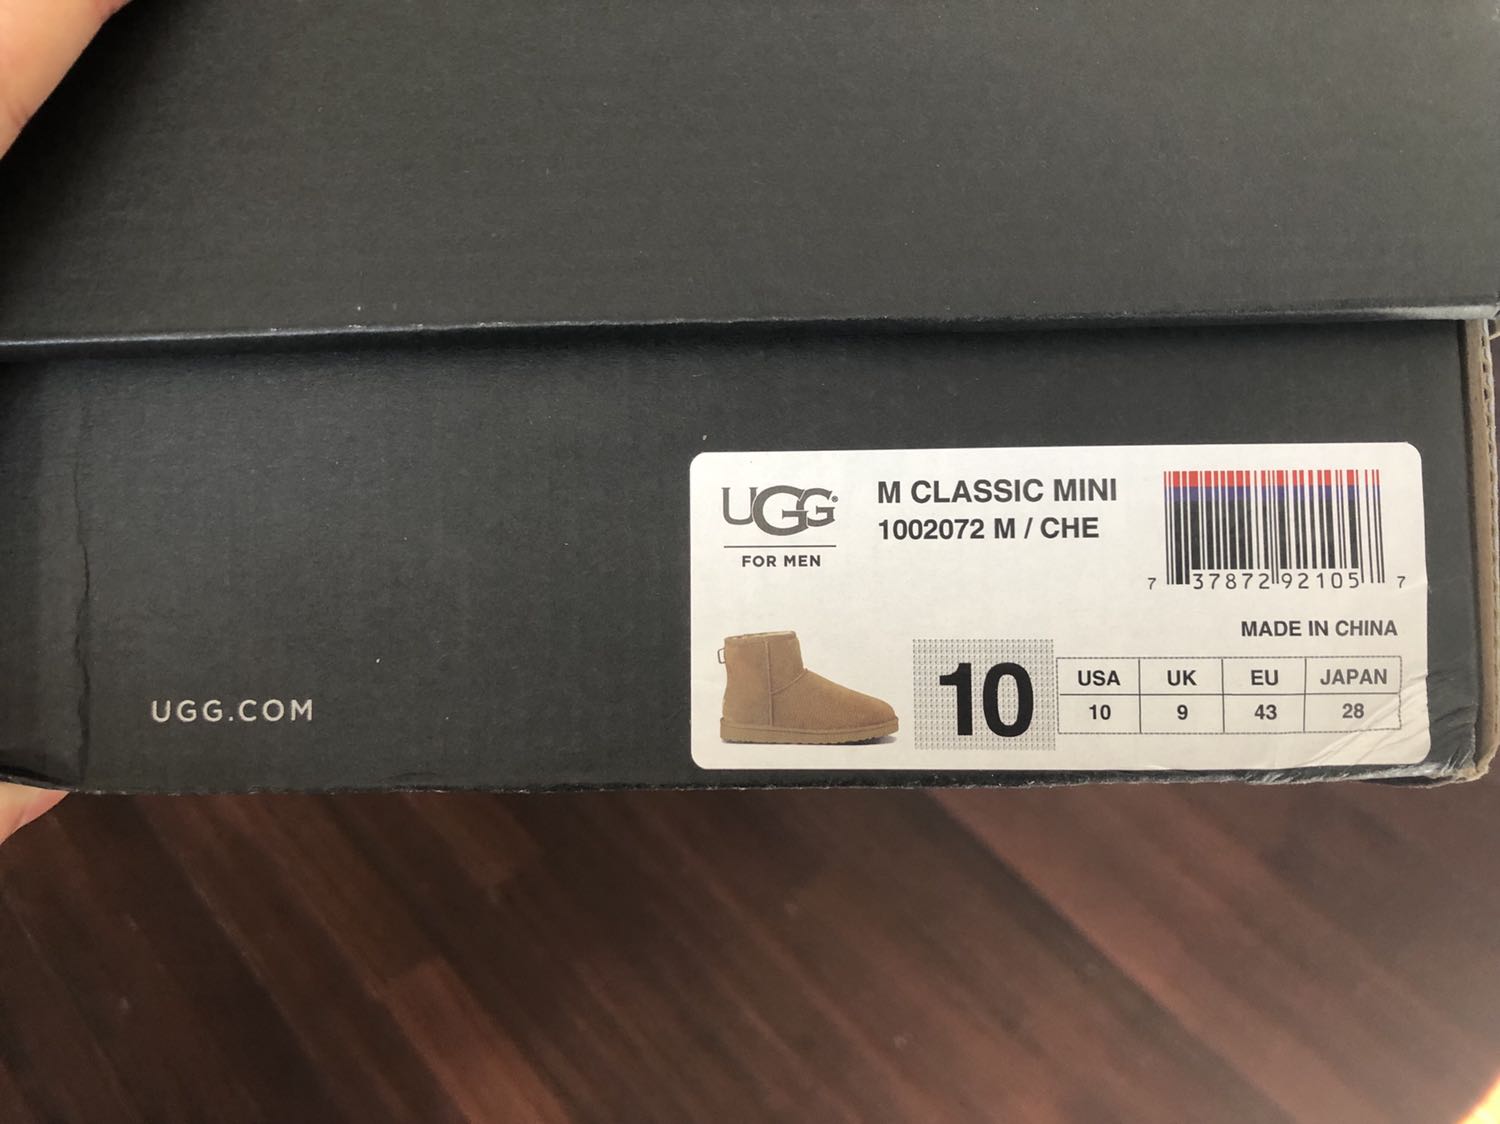 UGG.COM
UGG®
FOR MEN
M CLASSIC MINI
1002072 M / CHE
7 37872 92105 7
MADE IN CHINA
10
USA UK EU JAPAN
10 9 43 28